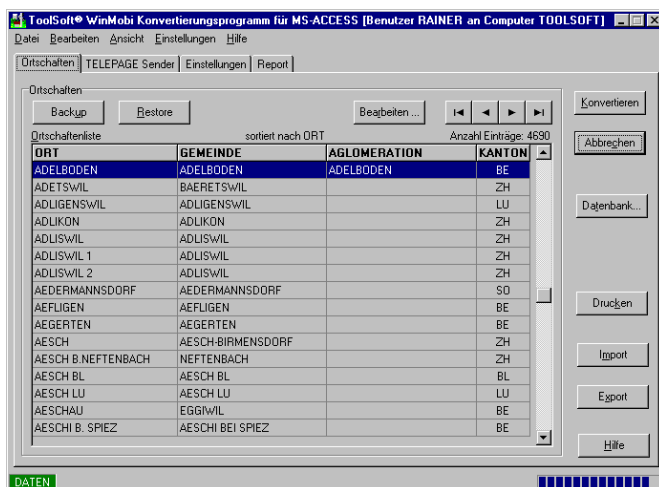 ToolSoft® WinMobi Konvertierungsprogramm für MS-ACCESS [Benutzer RAINER an Computer TOOLSOFT]
Datei Bearbeiten Ansicht Einstellungen Hilfe
Ortschaften TELEPAGE Sender Einstellungen Report
Ortschaften
Backup Restore Bearbeiten ...
Ortschaftenliste sortiert nach ORT Anzahl Einträge: 4690
ORT GEMEINDE AGLOMERATION KANTON
ADELBODEN ADELBODEN ADELBODEN BE
ADETSWIL BAERETSWIL ZH
ADLIGENSWIL ADLIGENSWIL LU
ADLIKON ADLIKON ZH
ADLISWIL ADLISWIL ZH
ADLISWIL 1 ADLISWIL ZH
ADLISWIL 2 ADLISWIL ZH
AEDERMANNSDORF AEDERMANNSDORF SO
AEFLIGEN AEFLIGEN BE
AEGERTEN AEGERTEN BE
AESCH AESCH-BIRMENSDORF ZH
AESCH B.NEFTENBACH NEFTENBACH ZH
AESCH BL AESCH BL BL
AESCH LU AESCH LU LU
AESCHAU EGGIWIL BE
AESCHI B. SPIEZ AESCHI BEI SPIEZ BE
Konvertieren
Abbrechen
Datenbank...
Drucken
Import
Export
Hilfe
DATEN